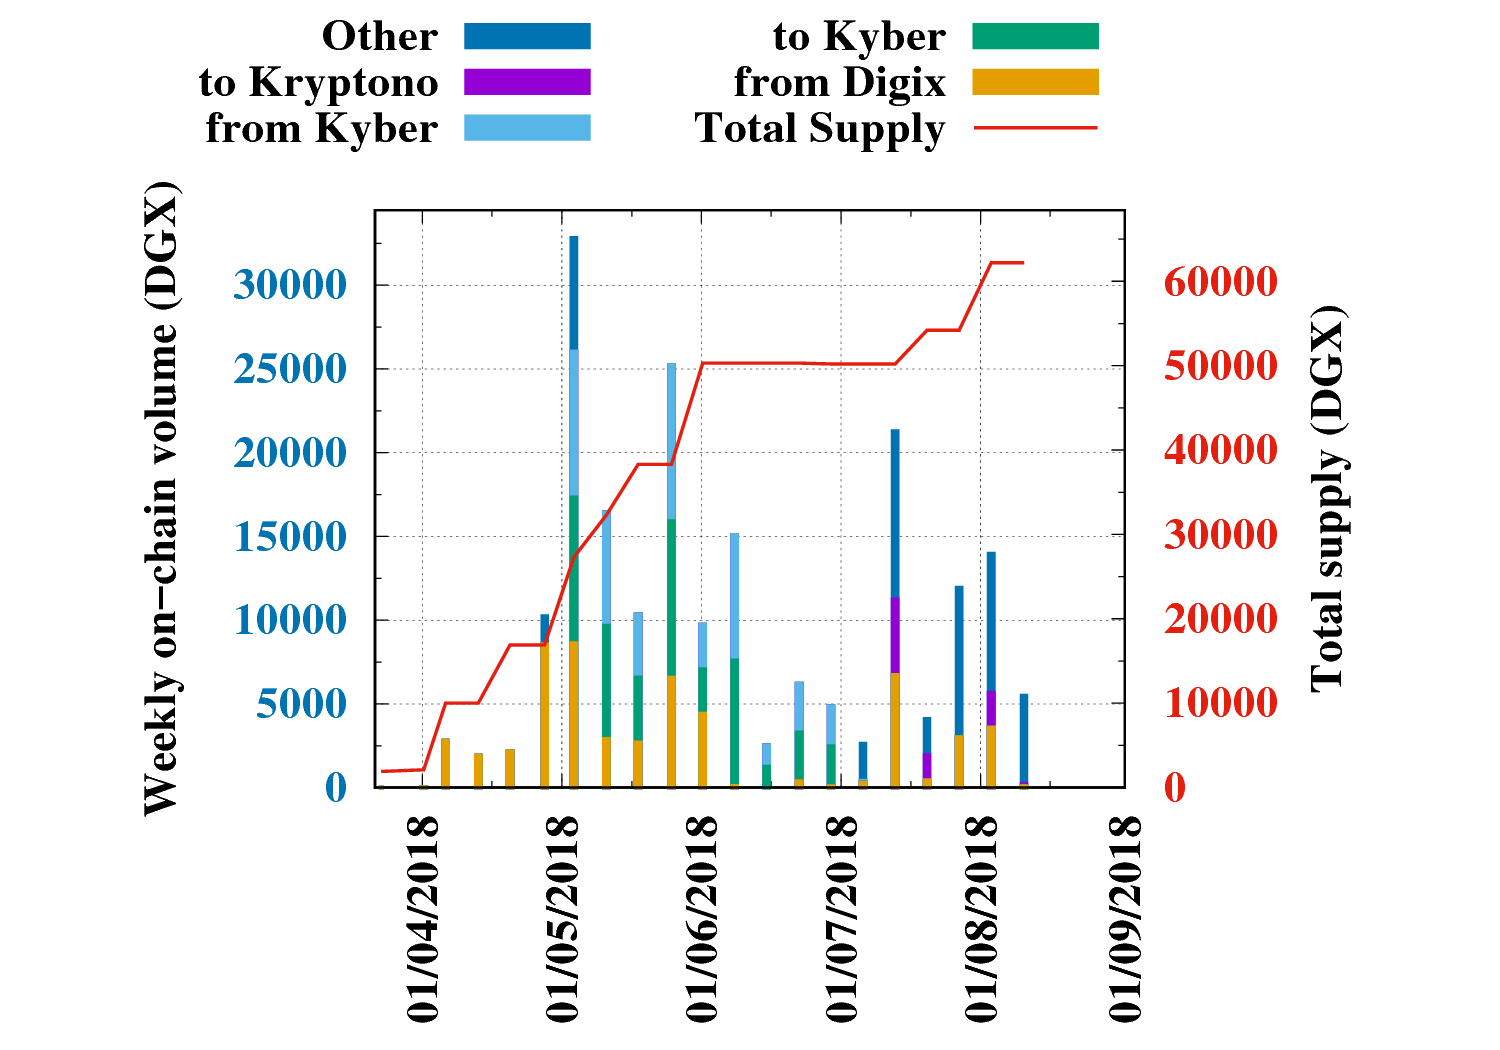 Other
to Kryptono
from Kyber
to Kyber
from Digix
Total Supply
Weekly on-chain volume (DGX)
30000
25000
20000
15000
10000
5000
0
60000
50000
40000
30000
20000
10000
0
Total supply (DGX)
01/04/2018
01/05/2018
01/06/2018
01/07/2018
01/08/2018
01/09/2018